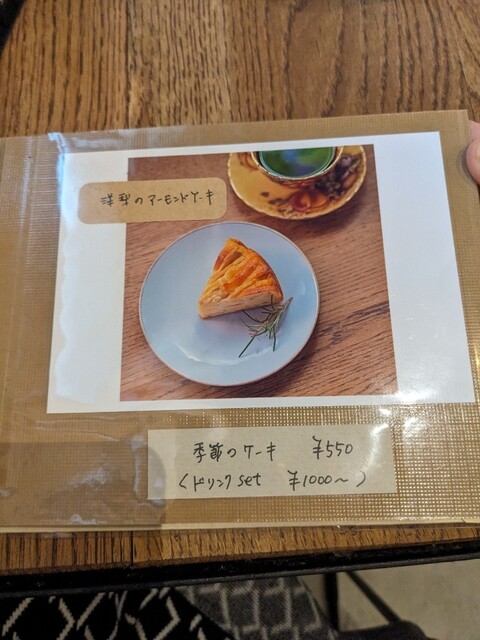 洋梨のアーモンドケーキ
季節のケーキ ¥550
(ドリンクset ¥1000〜)